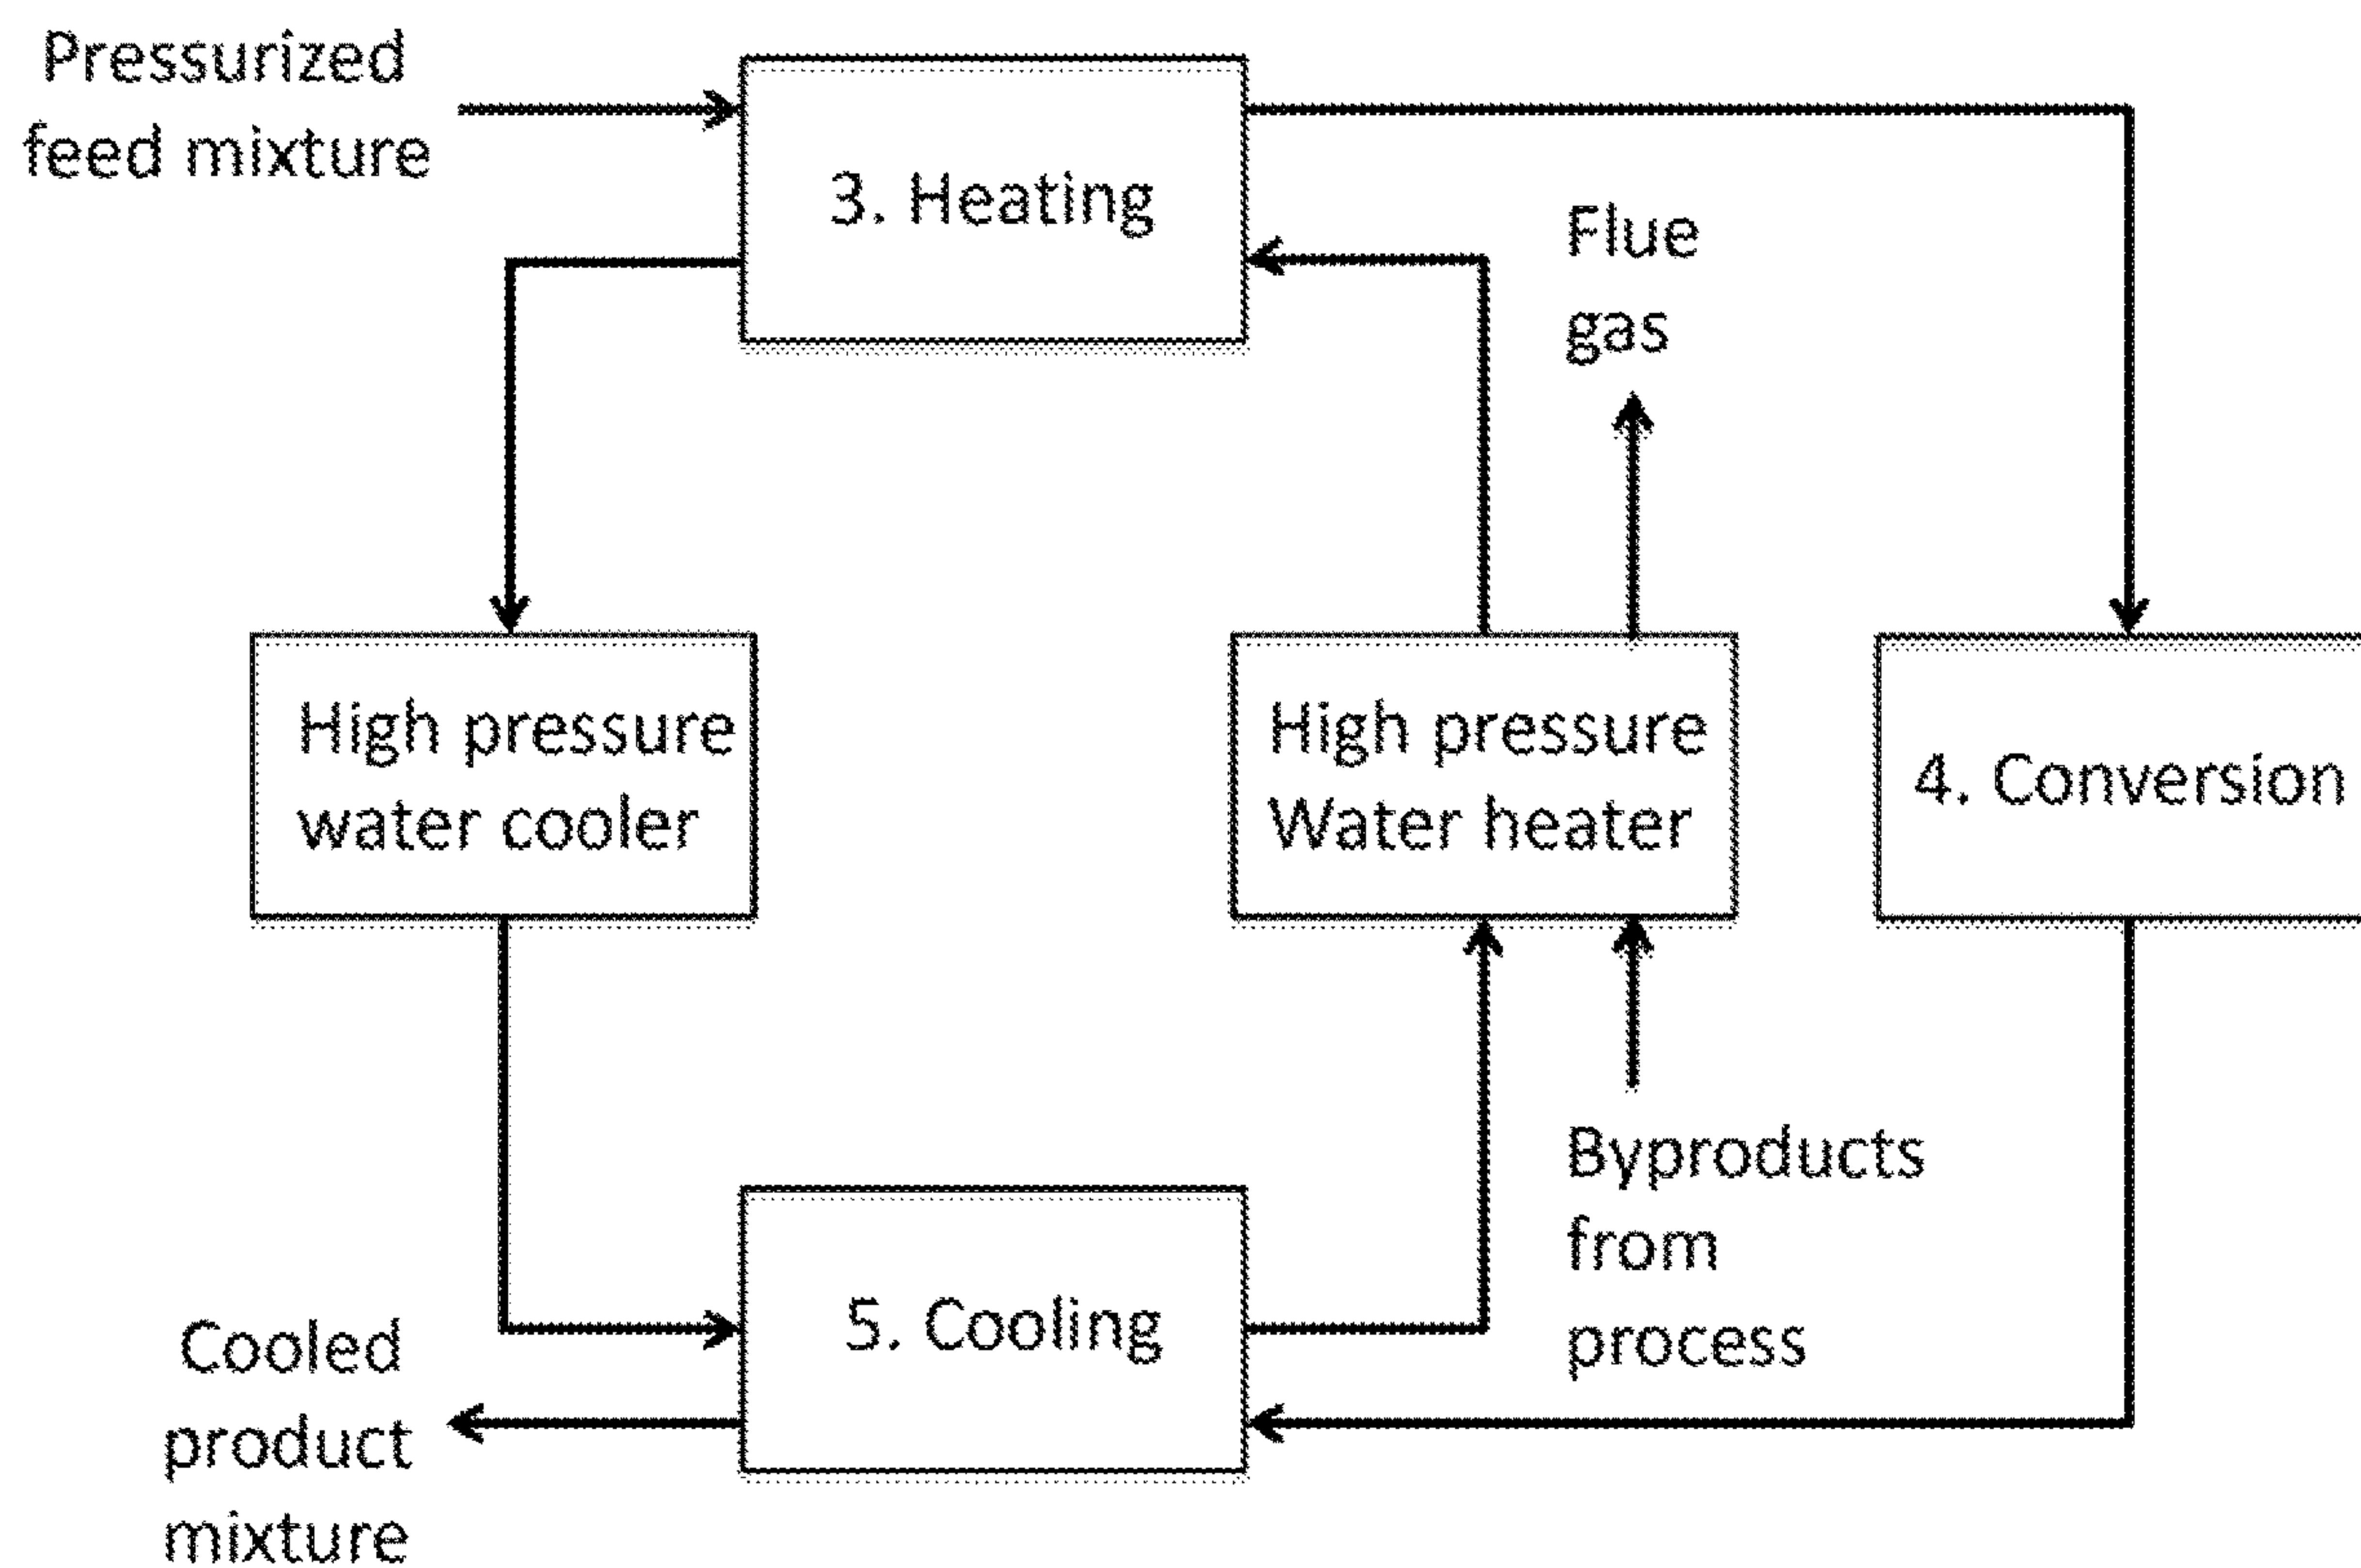 Pressurized
feed mixture
3. Heating
Flue
gas
High pressure
water cooler
High pressure
Water heater
4. Conversion
Byproducts
from
process
5. Cooling
Cooled
product
mixture